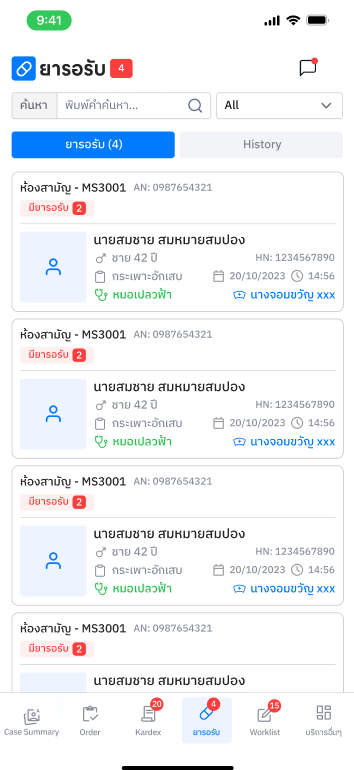 9:41
ยารอรับ 4
ค้นหา พิมพ์คำค้นหา... All
ยารอรับ (4) History
ห้องสามัญ - MS3001 AN: 0987654321
มียารอรับ 2
นายสมชาย สมหมายสมปอง
ชาย 42 ปี HN: 1234567890
กระเพาะอักเสบ 20/10/2023 14:56
หมอเปลวฟ้า นางจอมขวัญ xxx
ห้องสามัญ - MS3001 AN: 0987654321
มียารอรับ 2
นายสมชาย สมหมายสมปอง
ชาย 42 ปี HN: 1234567890
กระเพาะอักเสบ 20/10/2023 14:56
หมอเปลวฟ้า นางจอมขวัญ xxx
ห้องสามัญ - MS3001 AN: 0987654321
มียารอรับ 2
นายสมชาย สมหมายสมปอง
ชาย 42 ปี HN: 1234567890
กระเพาะอักเสบ 20/10/2023 14:56
หมอเปลวฟ้า นางจอมขวัญ xxx
ห้องสามัญ - MS3001 AN: 0987654321
มียารอรับ 2
นายสมชาย สมหมายสมปอง
20 4 15
Case Summary Order Kardex ยารอรับ Worklist บริการอื่นๆ